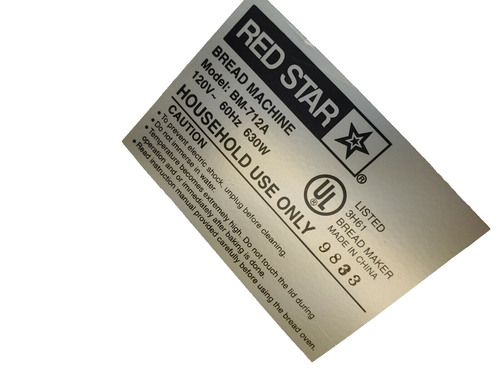 RED STAR
®
BREAD MACHINE
Model: BM-712A
120V~ 60Hz 630W
HOUSEHOLD USE ONLY
UL
LISTED
3H61
BREAD MAKER
MADE IN CHINA
9833
CAUTION
• To prevent electric shock, unplug before cleaning.
• Do not immerse in water.
• Temperature becomes extremely high. Do not touch the lid during
operation and or immediately after baking is done.
• Read instruction manual provided carefully before using the bread oven.